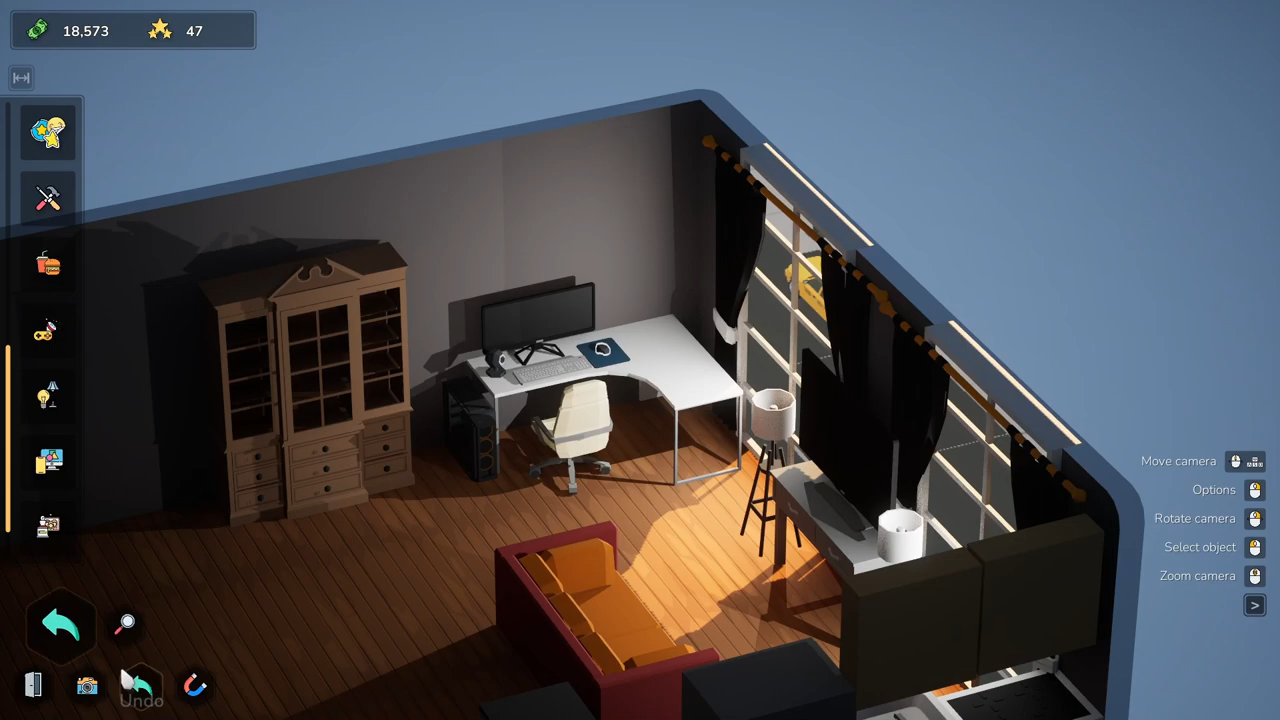 18,573
47
Move camera
Options
Rotate camera
Select object
Zoom camera
>
Undo